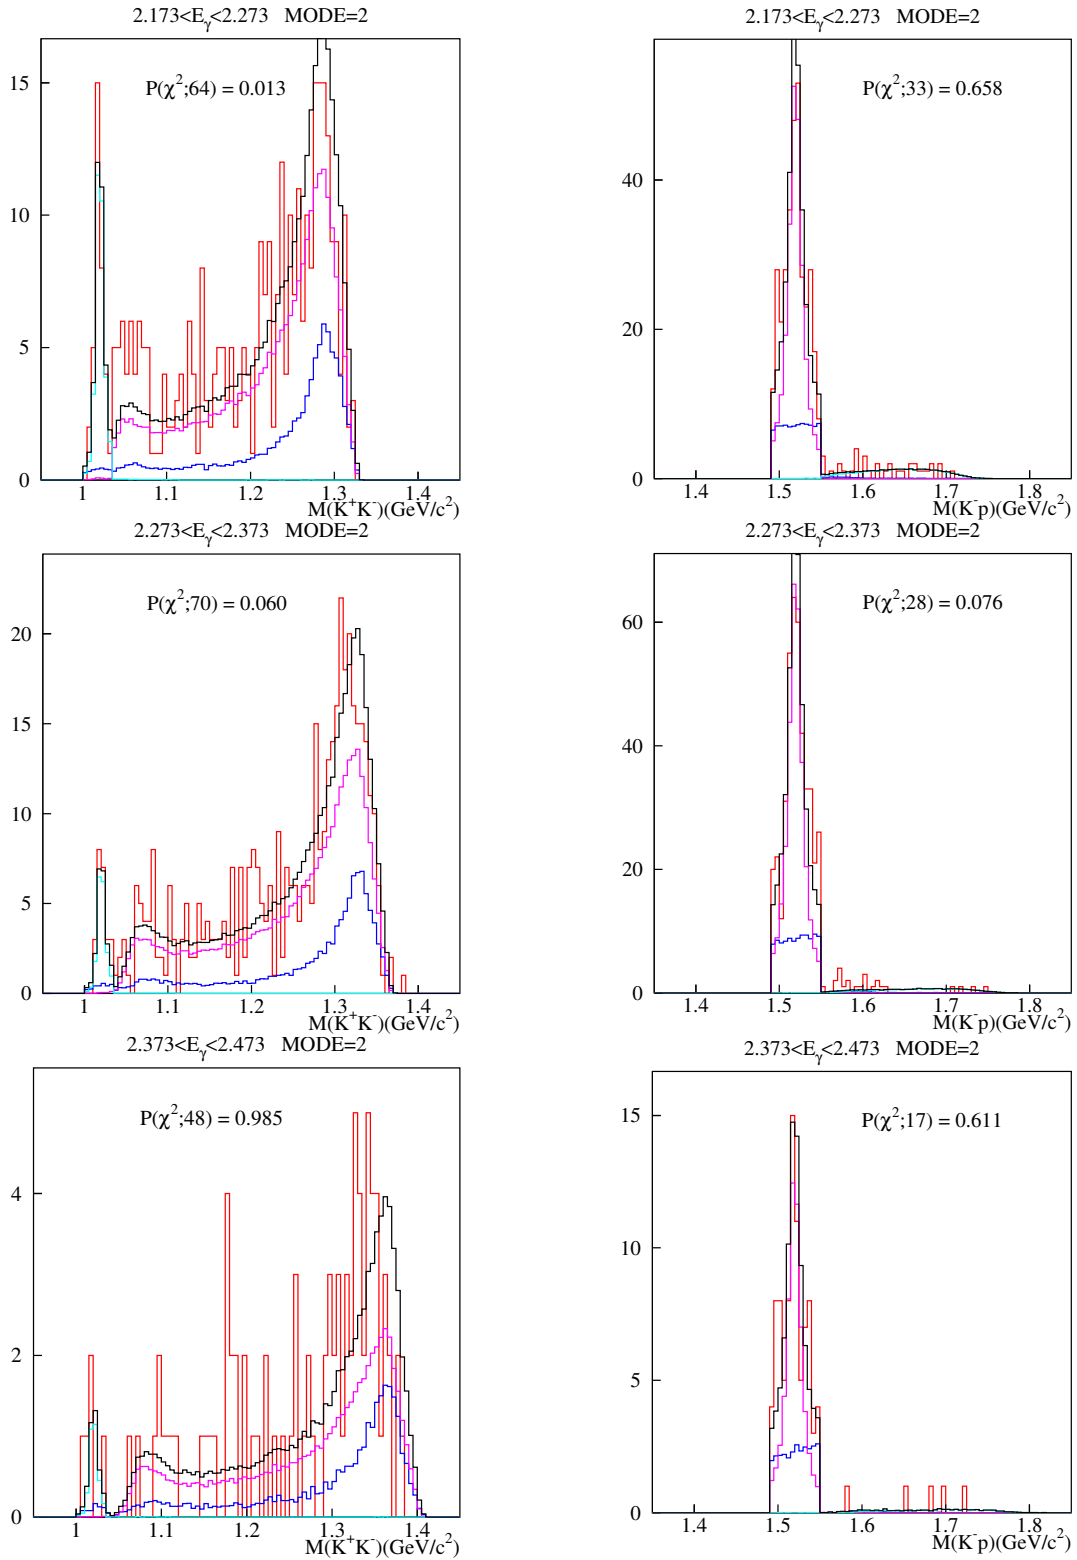 2.173<Eγ<2.273 MODE=2
P(χ²;64) = 0.013
15
10
5
0
1 1.1 1.2 1.3 1.4
M(K⁺K⁻)(GeV/c²)
2.173<Eγ<2.273 MODE=2
P(χ²;33) = 0.658
40
20
0
1.4 1.5 1.6 1.7 1.8
M(K⁻p)(GeV/c²)
2.273<Eγ<2.373 MODE=2
P(χ²;70) = 0.060
20
15
10
5
0
1 1.1 1.2 1.3 1.4
M(K⁺K⁻)(GeV/c²)
2.273<Eγ<2.373 MODE=2
P(χ²;28) = 0.076
60
40
20
0
1.4 1.5 1.6 1.7 1.8
M(K⁻p)(GeV/c²)
2.373<Eγ<2.473 MODE=2
P(χ²;48) = 0.985
4
2
0
1 1.1 1.2 1.3 1.4
M(K⁺K⁻)(GeV/c²)
2.373<Eγ<2.473 MODE=2
P(χ²;17) = 0.611
15
10
5
0
1.4 1.5 1.6 1.7 1.8
M(K⁻p)(GeV/c²)